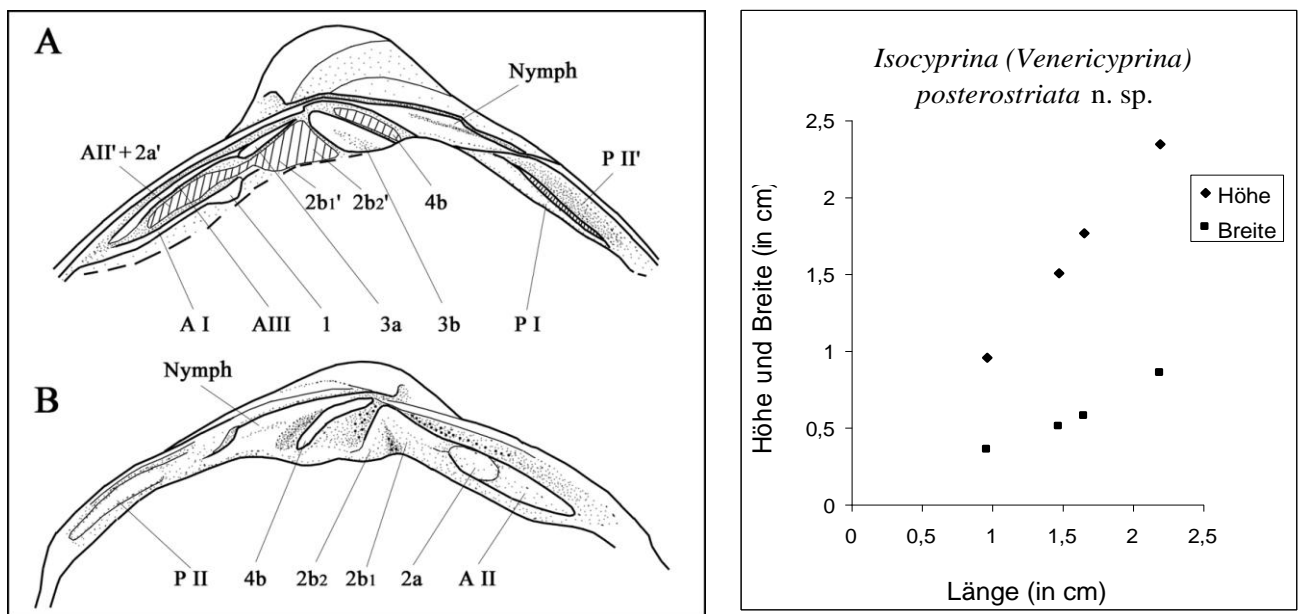 A
Nymph
AII'+2a'
P II'
2b1'
2b2'
4b
A I
AIII
1
3a
3b
P I
B
Nymph
P II
4b
2b2
2b1
2a
A II
Isocyprina (Venericyprina)
posterostriata n. sp.
Höhe und Breite (in cm)
2,5
2
1,5
1
0,5
0
0
0,5
1
1,5
2
2,5
Länge (in cm)
Höhe
Breite